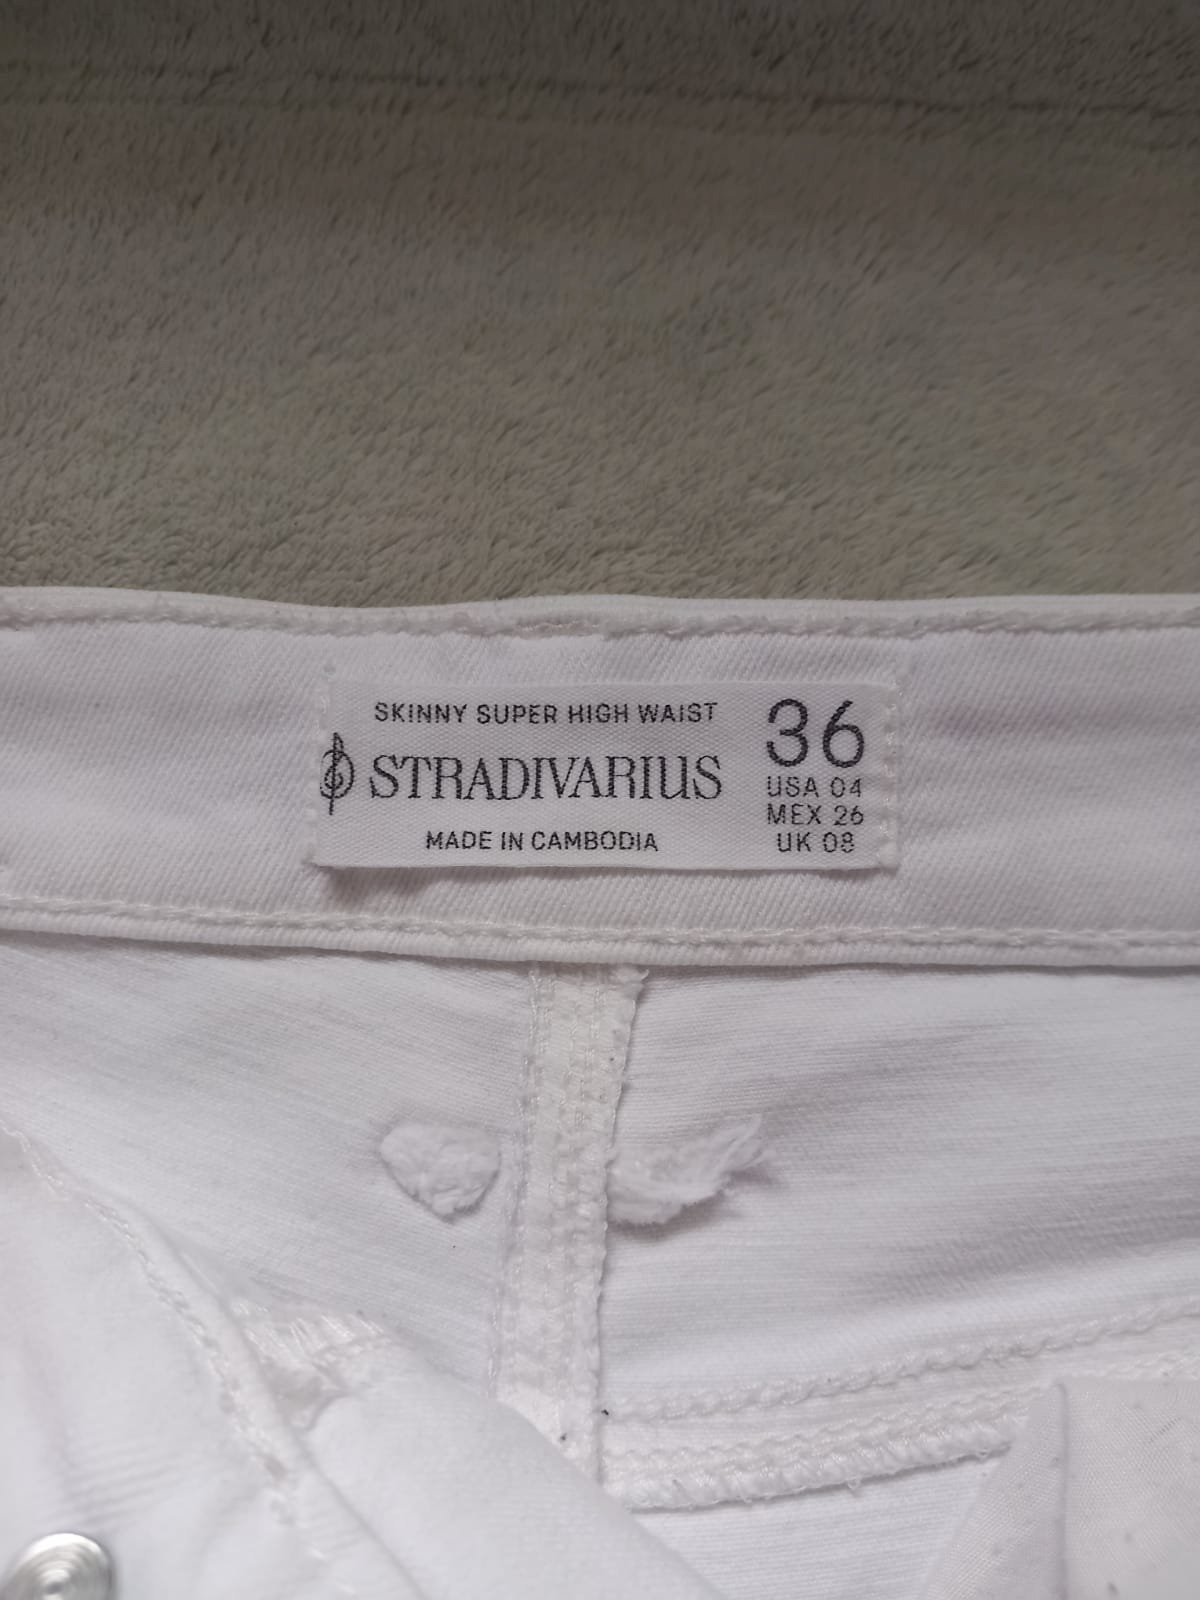 SKINNY SUPER HIGH WAIST
STRADIVARIUS
MADE IN CAMBODIA
36
USA 04
MEX 26
UK 08